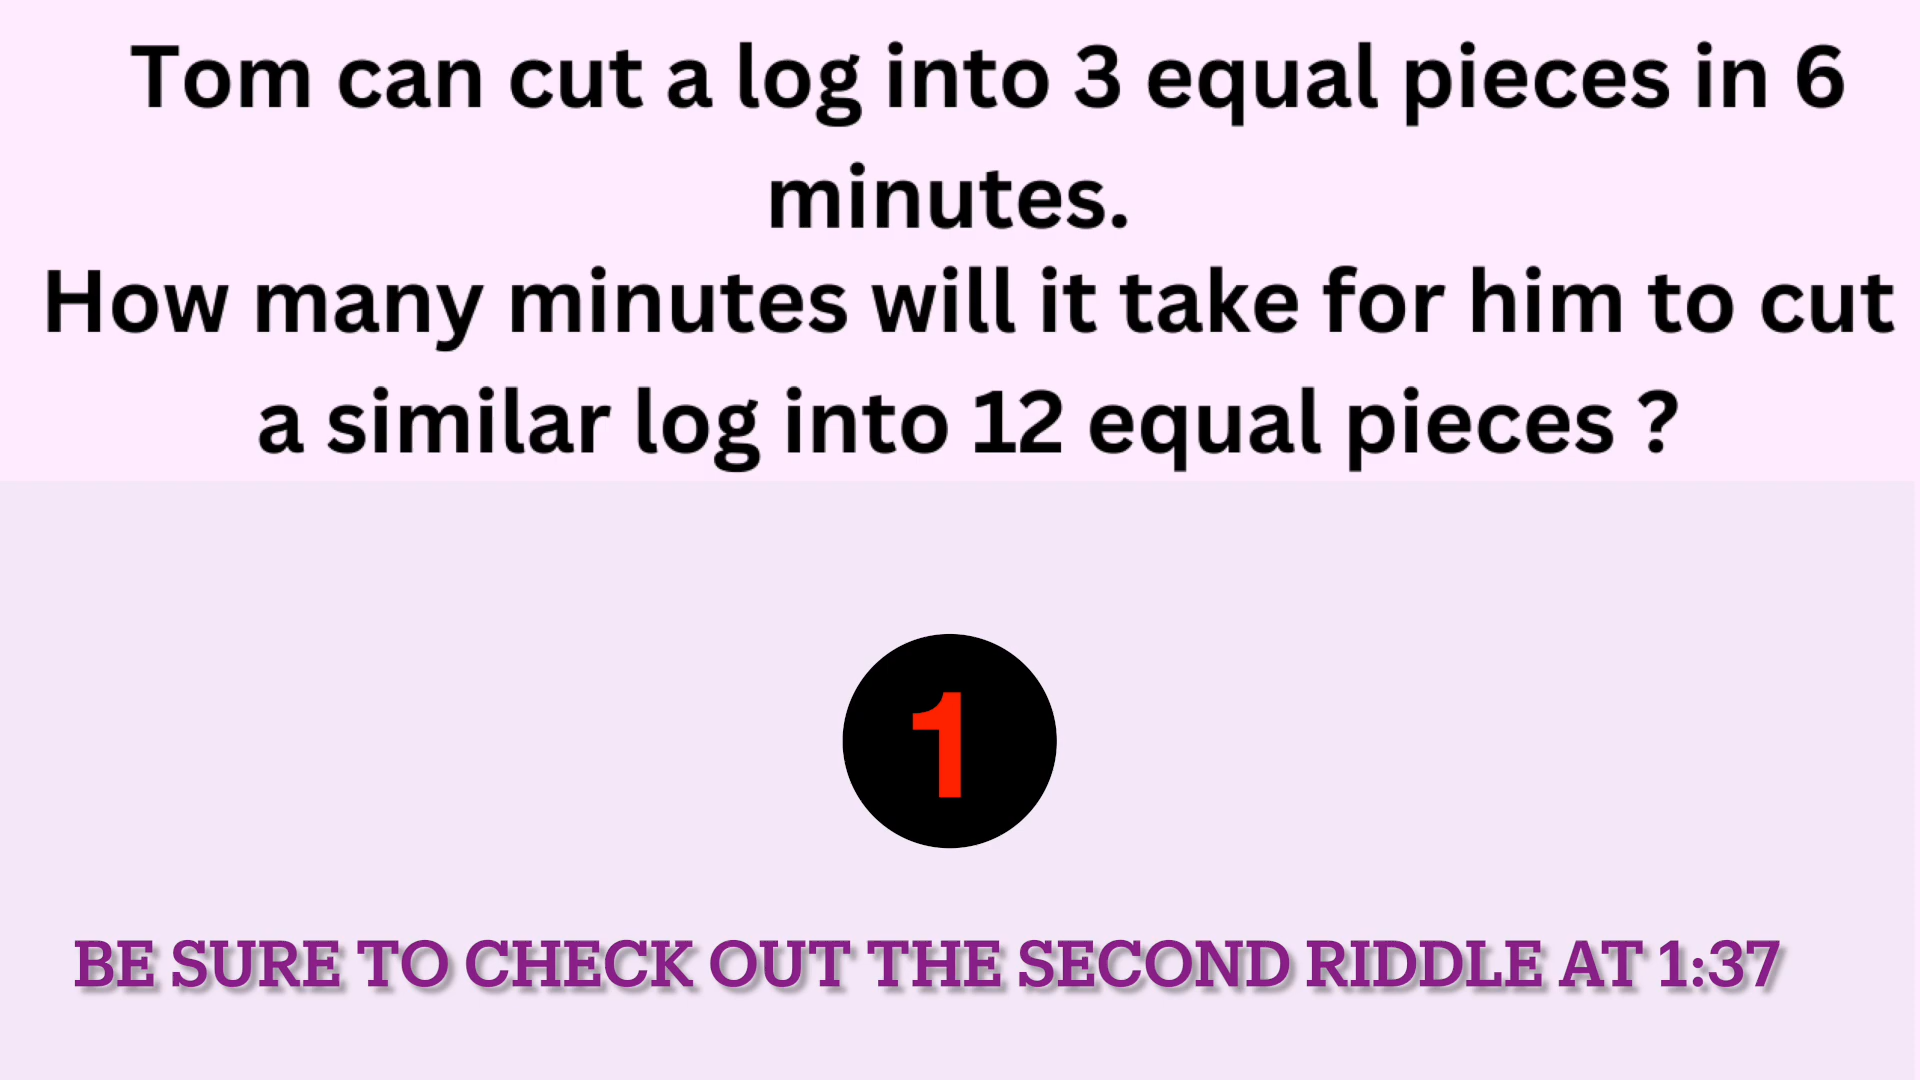 Tom can cut a log into 3 equal pieces in 6
minutes.
How many minutes will it take for him to cut
a similar log into 12 equal pieces ?
1
BE SURE TO CHECK OUT THE SECOND RIDDLE AT 1:37